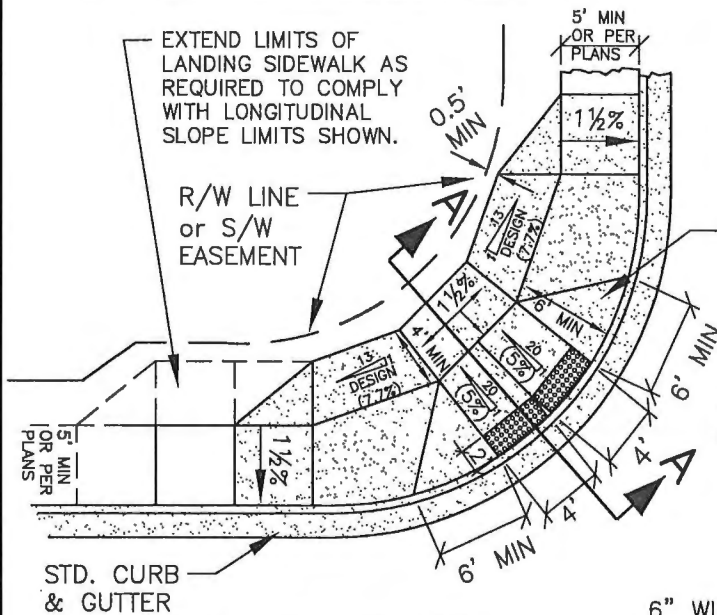 EXTEND LIMITS OF
LANDING SIDEWALK AS
REQUIRED TO COMPLY
WITH LONGITUDINAL
SLOPE LIMITS SHOWN.
5' MIN
OR PER
PLANS
1½%
0.5'
MIN
R/W LINE
or S/W
EASEMENT
A
13
1
DESIGN
(7.7%)
1½%
6' MIN
4' MIN
20
1
(5%)
20
1
(5%)
13
1
DESIGN
(7.7%)
6' MIN
5' MIN
OR PER
PLANS
1½%
2'
4'
4'
A
6' MIN
STD. CURB
& GUTTER